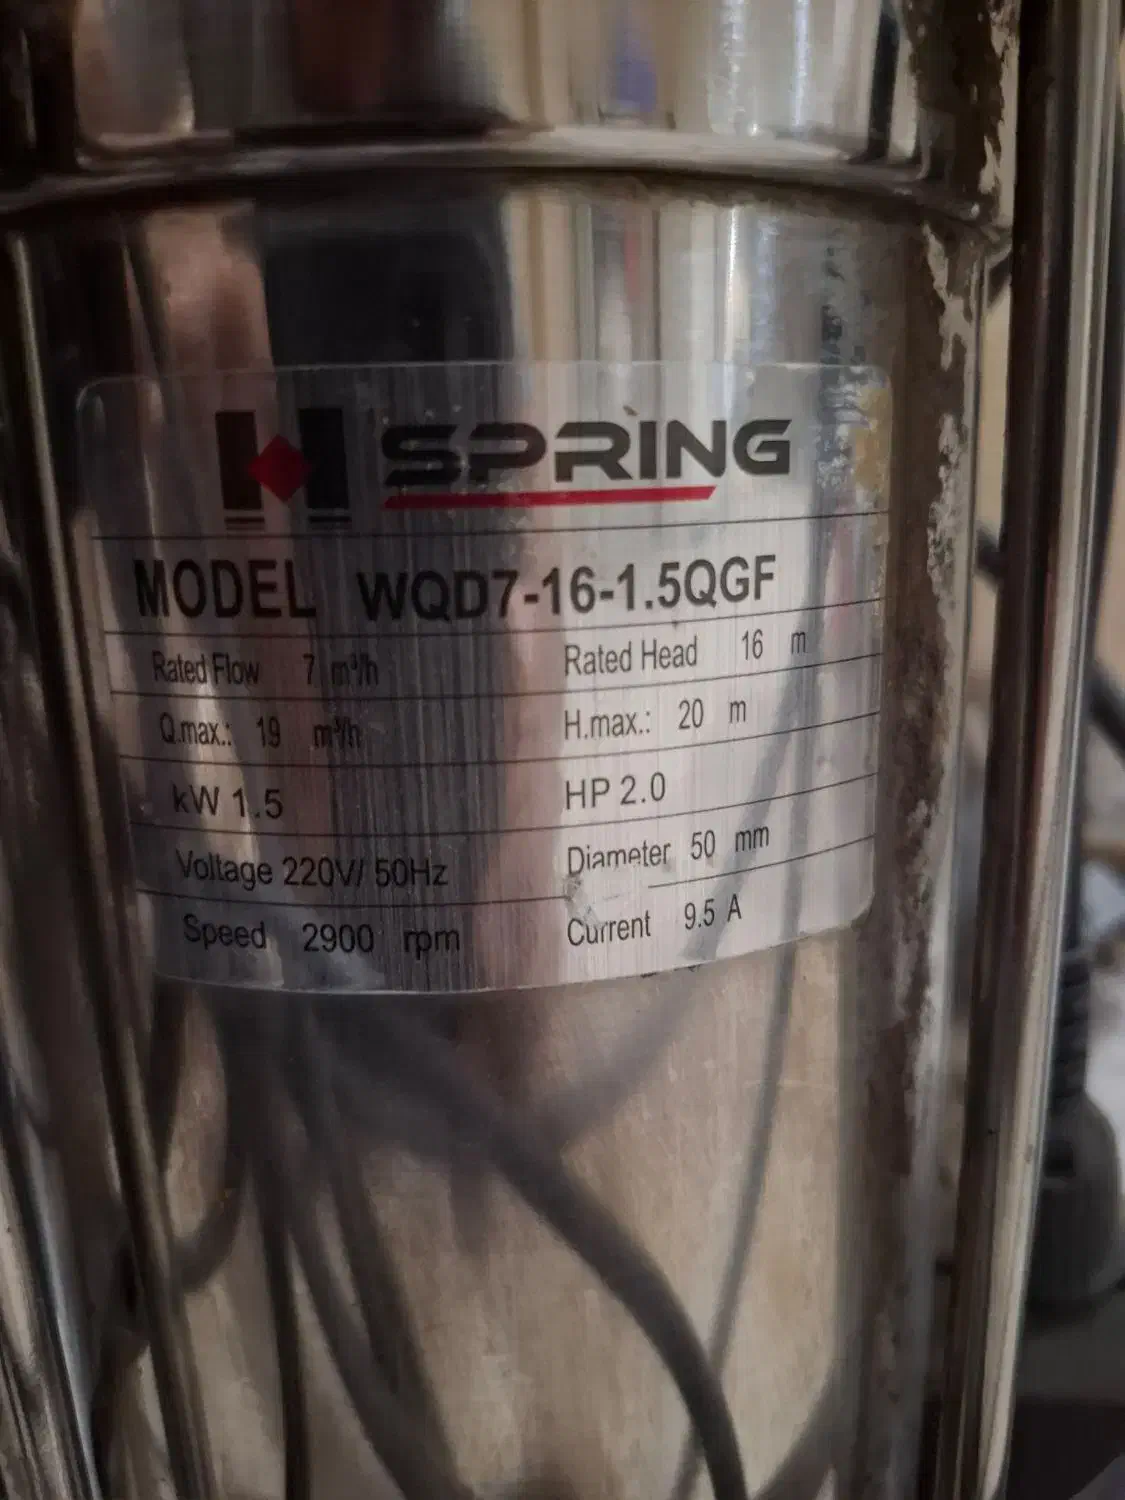 H SPRING
MODEL WQD7-16-1.5QGF
Rated Flow 7 m³/h Rated Head 16 m
Q.max.: 19 m³/h H.max.: 20 m
kW 1.5 HP 2.0
Voltage 220V/ 50Hz Diameter 50 mm
Speed 2900 rpm Current 9.5 A